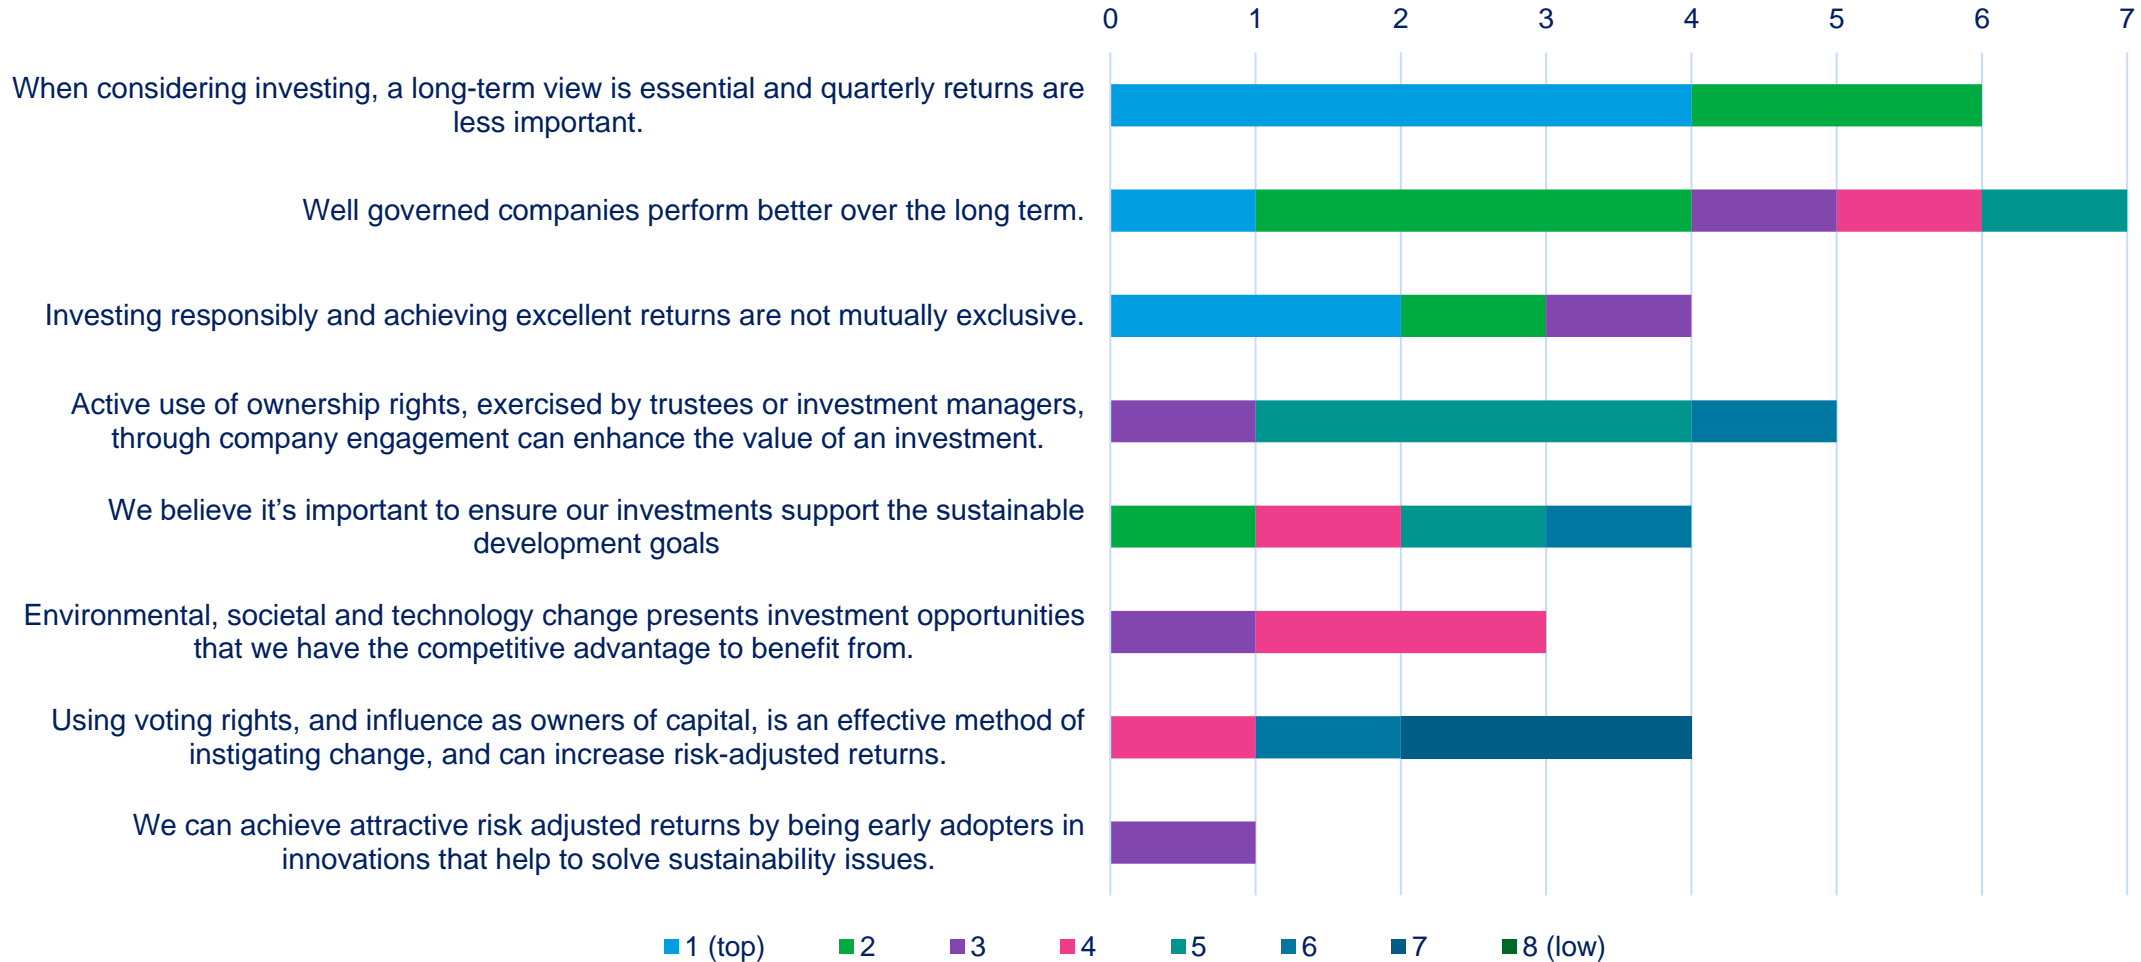 0 1 2 3 4 5 6 7
When considering investing, a long-term view is essential and quarterly returns are
less important.
Well governed companies perform better over the long term.
Investing responsibly and achieving excellent returns are not mutually exclusive.
Active use of ownership rights, exercised by trustees or investment managers,
through company engagement can enhance the value of an investment.
We believe it’s important to ensure our investments support the sustainable
development goals
Environmental, societal and technology change presents investment opportunities
that we have the competitive advantage to benefit from.
Using voting rights, and influence as owners of capital, is an effective method of
instigating change, and can increase risk-adjusted returns.
We can achieve attractive risk adjusted returns by being early adopters in
innovations that help to solve sustainability issues.
1 (top) 2 3 4 5 6 7 8 (low)